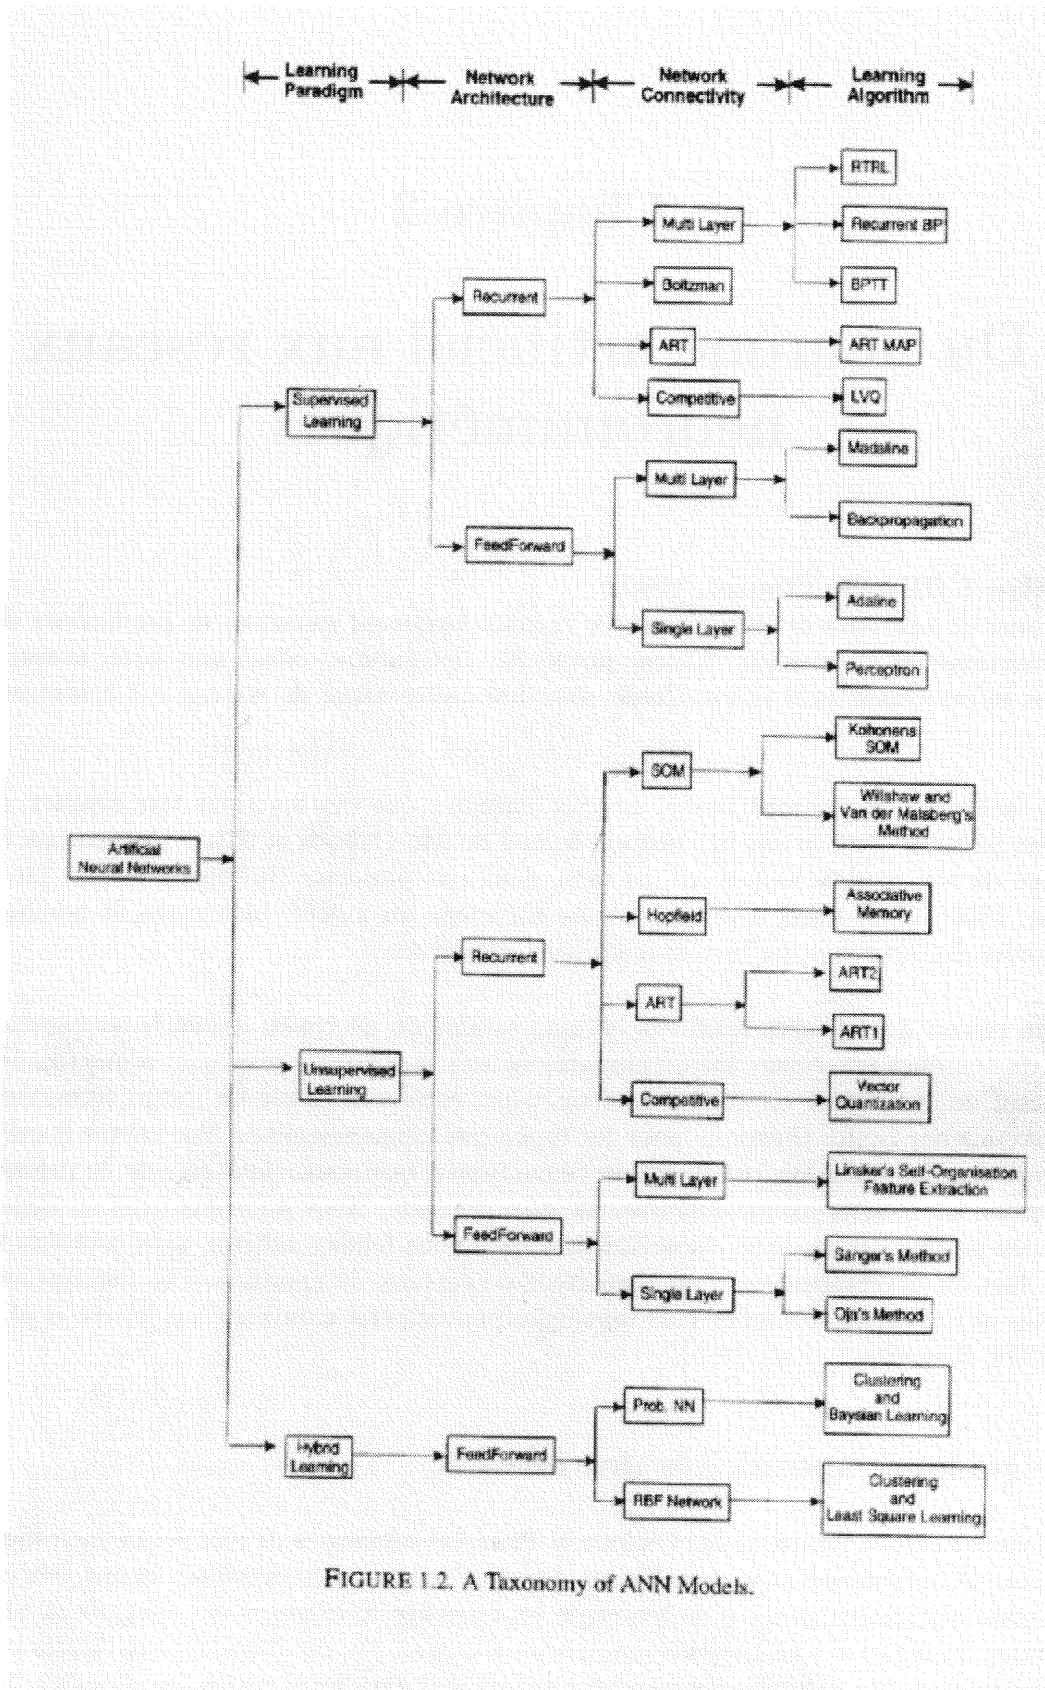 Learning
Paradigm
Network
Architecture
Network
Connectivity
Learning
Algorithm
RTRL
Multi Layer
Recurrent BP
Recurrent
Boltzman
BPTT
ART
ART MAP
Supervised
Learning
Competitive
LVQ
Madaline
Multi Layer
Backpropagation
FeedForward
Adaline
Single Layer
Perceptron
Kohonens
SOM
SOM
Willshaw and
Van der Malsberg's
Method
Artificial
Neural Networks
Hopfield
Associative
Memory
Recurrent
ART2
ART
ART1
Unsupervised
Learning
Competitive
Vector
Quantization
Multi Layer
Linsker's Self-Organisation
Feature Extraction
FeedForward
Sanger's Method
Single Layer
Oja's Method
Prob. NN
Clustering
and
Baysian Learning
Hybrid
Learning
FeedForward
RBF Network
Clustering
and
Least Square Learning
FIGURE 1.2. A Taxonomy of ANN Models.